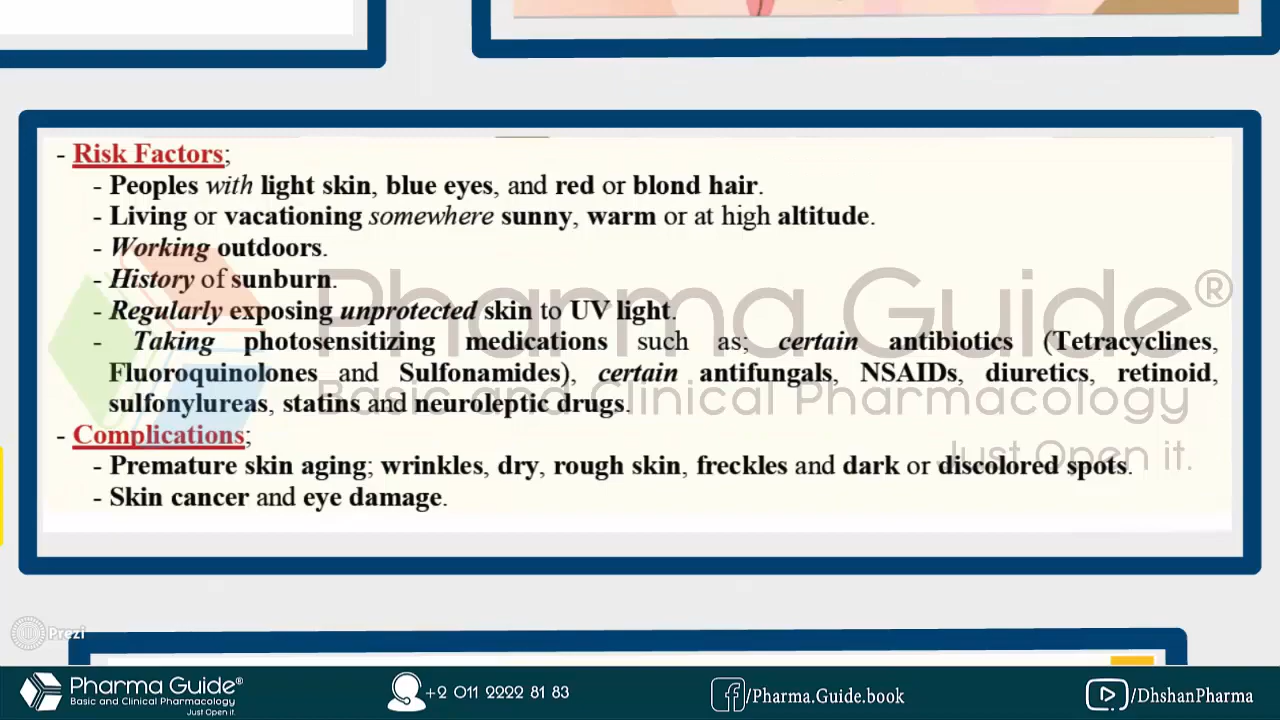 - Risk Factors;
- Peoples with light skin, blue eyes, and red or blond hair.
- Living or vacationing somewhere sunny, warm or at high altitude.
- Working outdoors.
- History of sunburn.
- Regularly exposing unprotected skin to UV light.
- Taking photosensitizing medications such as; certain antibiotics (Tetracyclines,
Fluoroquinolones and Sulfonamides), certain antifungals, NSAIDs, diuretics, retinoid,
sulfonylureas, statins and neuroleptic drugs.
- Complications;
- Premature skin aging; wrinkles, dry, rough skin, freckles and dark or discolored spots.
- Skin cancer and eye damage.
Pharma Guide®
Basic and Clinical Pharmacology
Just Open it.
Prezi
Pharma Guide®
Basic and Clinical Pharmacology
Just Open it.
+2 011 2222 81 83
/Pharma.Guide.book
/DhshanPharma